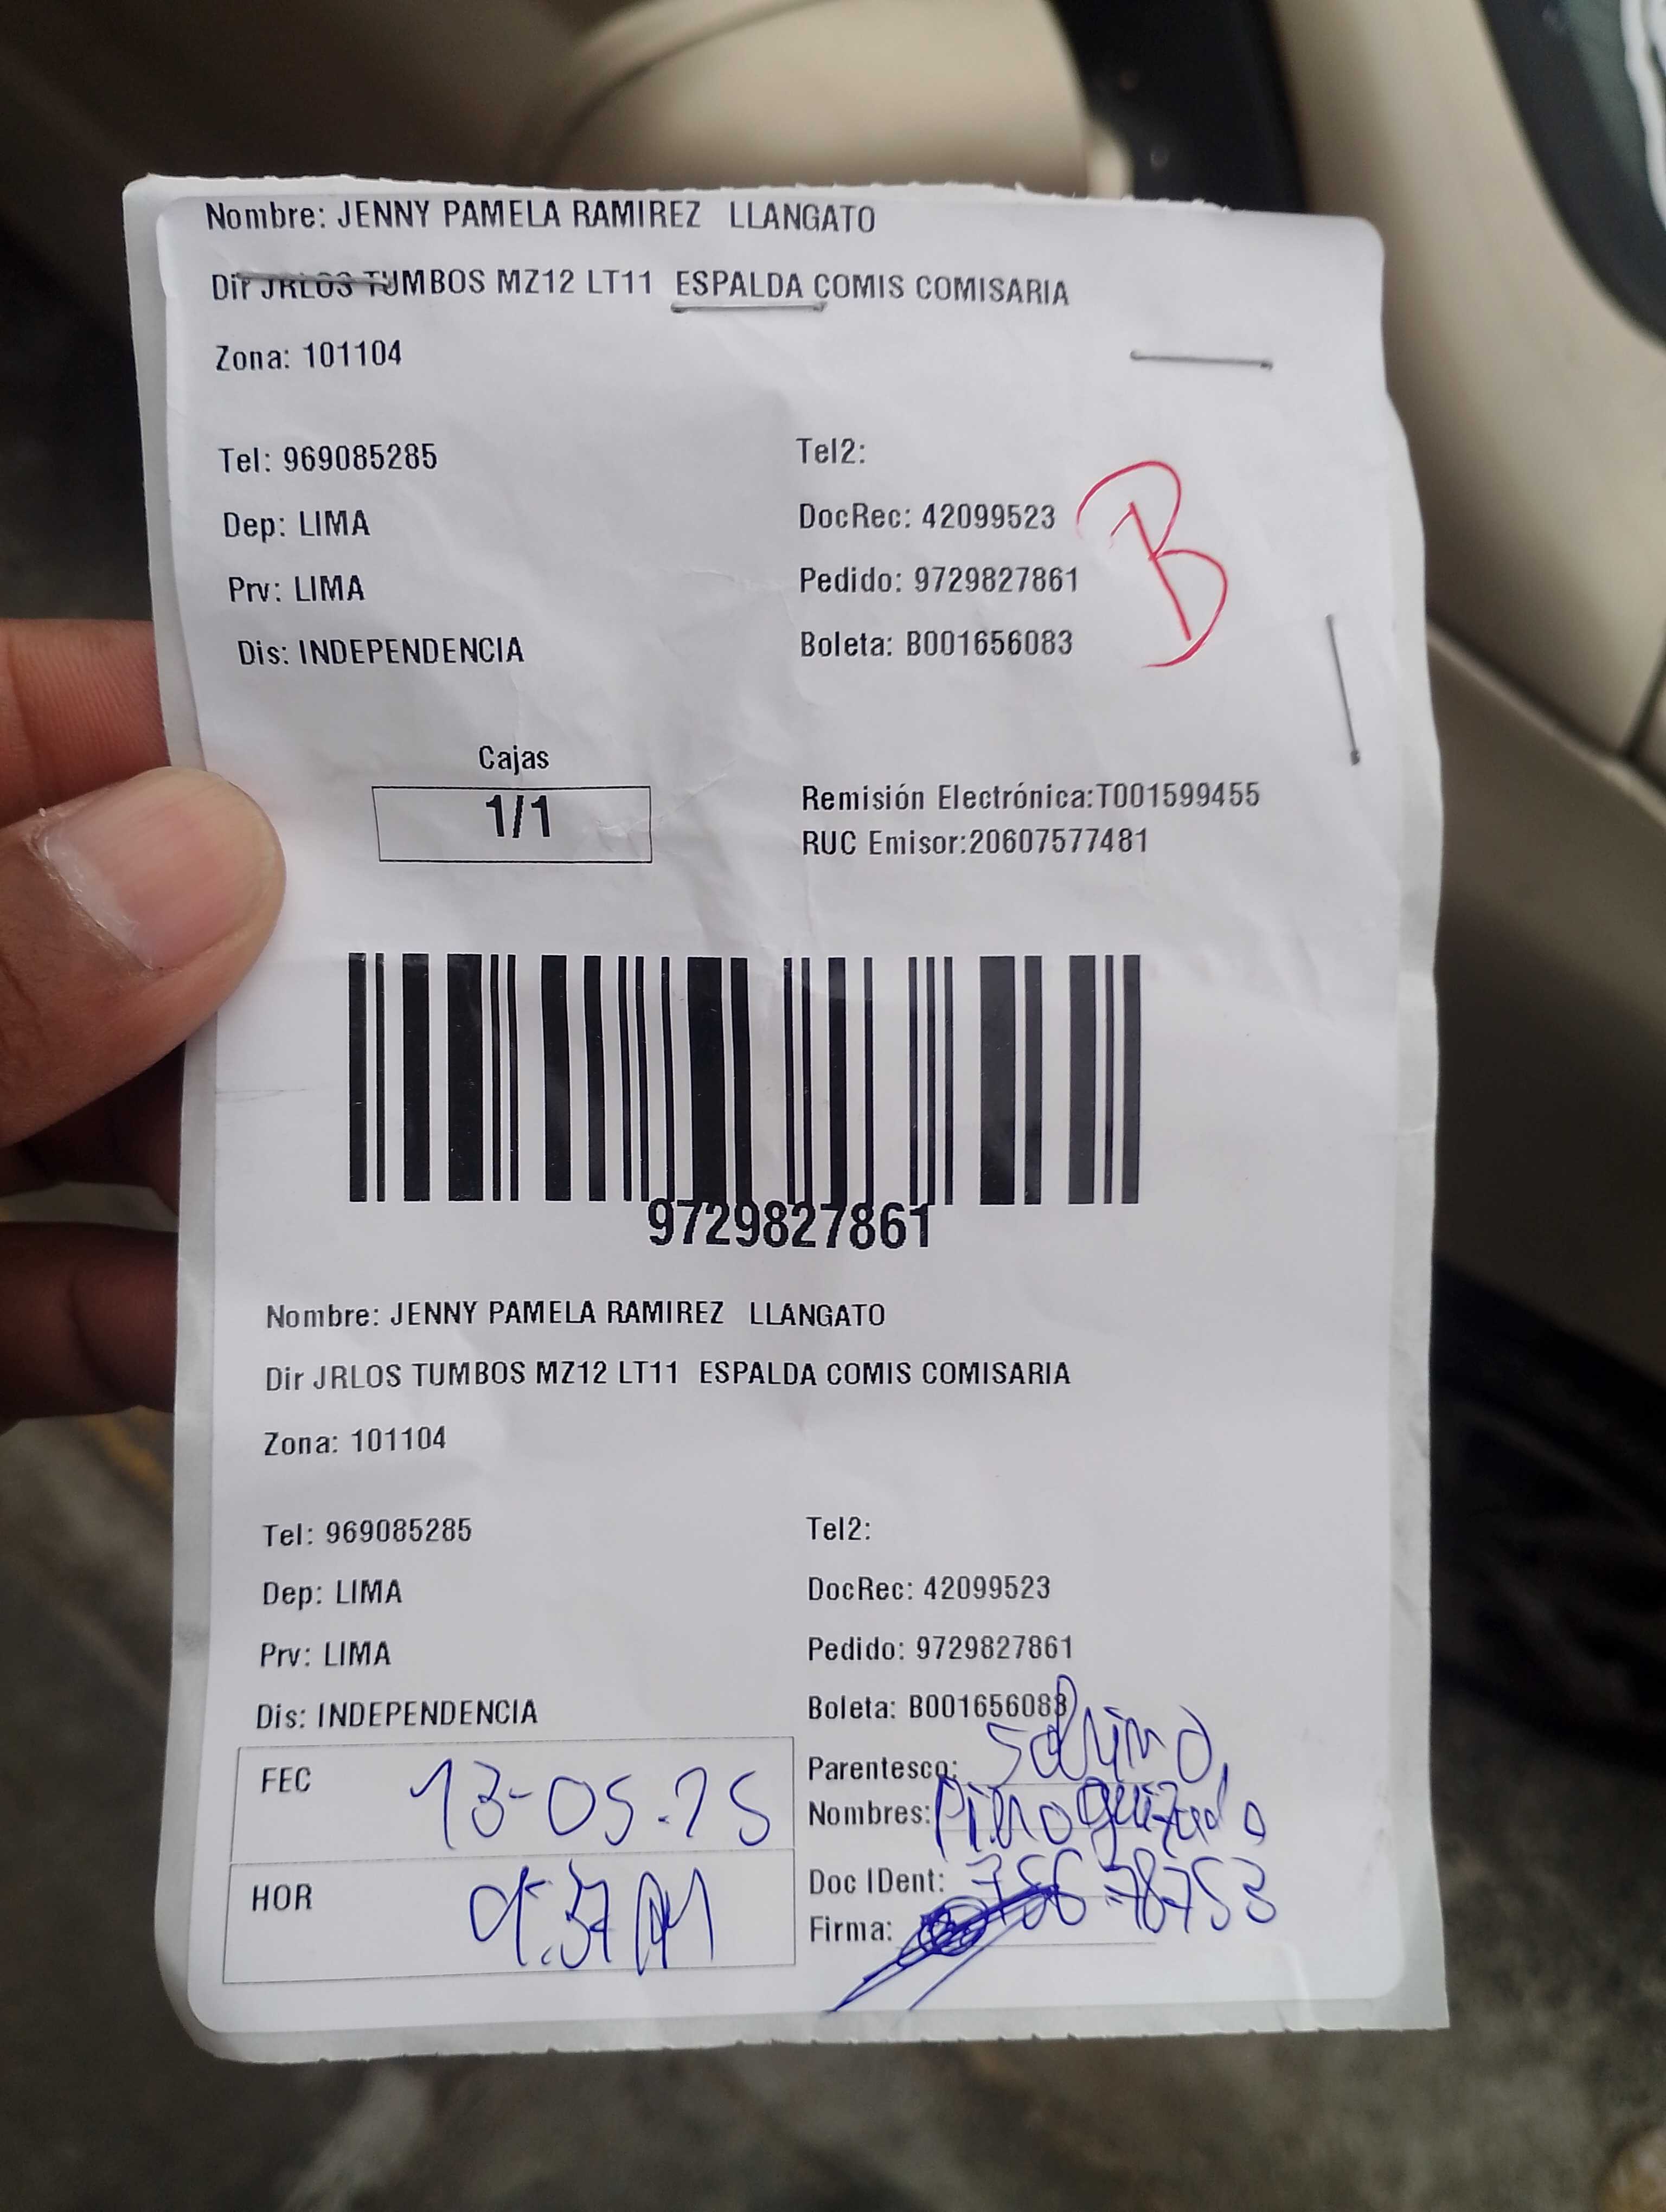 Nombre: JENNY PAMELA RAMIREZ LLANGATO
Dir JRLOS TUMBOS MZ12 LT11 ESPALDA COMIS COMISARIA
Zona: 101104
Tel: 969085285 Tel2:
Dep: LIMA DocRec: 42099523
Prv: LIMA Pedido: 9729827861
Dis: INDEPENDENCIA Boleta: B001656083
B
Cajas
1/1
Remisión Electrónica:T001599455
RUC Emisor:20607577481
9729827861
Nombre: JENNY PAMELA RAMIREZ LLANGATO
Dir JRLOS TUMBOS MZ12 LT11 ESPALDA COMIS COMISARIA
Zona: 101104
Tel: 969085285 Tel2:
Dep: LIMA DocRec: 42099523
Prv: LIMA Pedido: 9729827861
Dis: INDEPENDENCIA Boleta: B001656083
FEC 13-05.25
Parentesco:
Nombres:
HOR 9:37 AM
Doc IDent: 75678753
Firma: